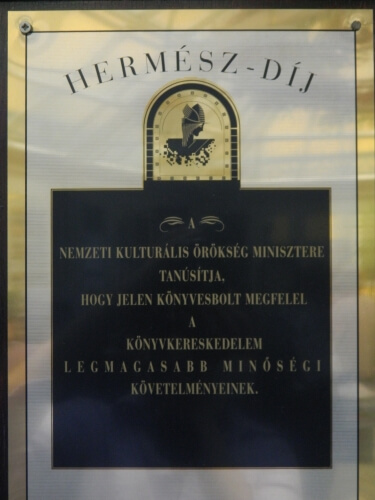 HERMÉSZ-DÍJ
A
NEMZETI KULTURÁLIS ÖRÖKSÉG MINISZTERE
TANÚSÍTJA,
HOGY JELEN KÖNYVESBOLT MEGFELEL
A
KÖNYVKERESKEDELEM
LEGMAGASABB MINŐSÉGI
KÖVETELMÉNYEINEK.